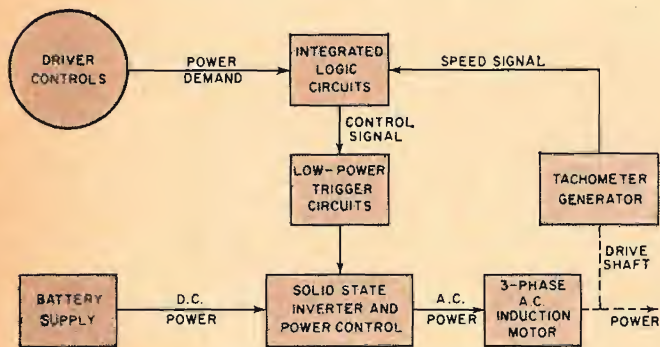 DRIVER
CONTROLS
POWER
DEMAND
INTEGRATED
LOGIC
CIRCUITS
SPEED SIGNAL
CONTROL
SIGNAL
LOW-POWER
TRIGGER
CIRCUITS
TACHOMETER
GENERATOR
DRIVE
SHAFT
BATTERY
SUPPLY
D.C.
POWER
SOLID STATE
INVERTER AND
POWER CONTROL
A.C.
POWER
3-PHASE
A.C.
INDUCTION
MOTOR
POWER